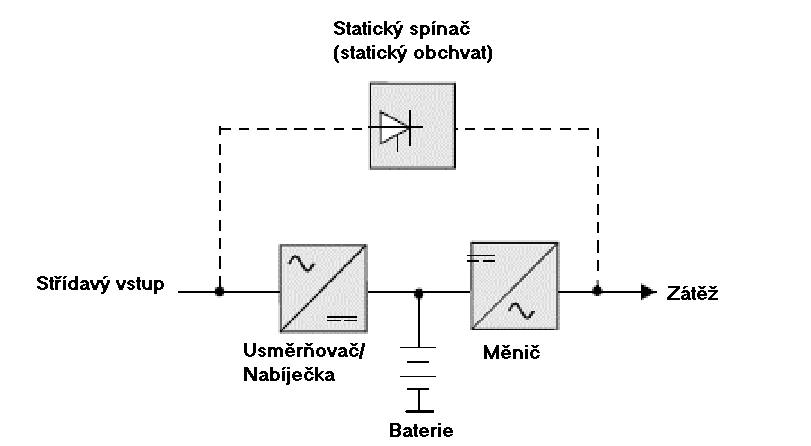 Statický spínač
(statický obchvat)
Střídavý vstup
Zátěž
Usměrňovač/
Nabíječka
Měnič
Baterie